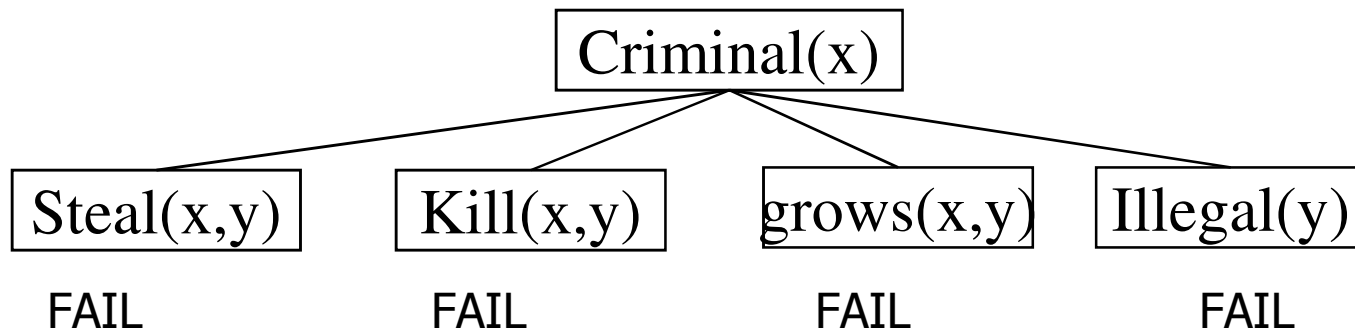 Criminal(x)
Steal(x,y) Kill(x,y) grows(x,y) Illegal(y)
FAIL FAIL FAIL FAIL